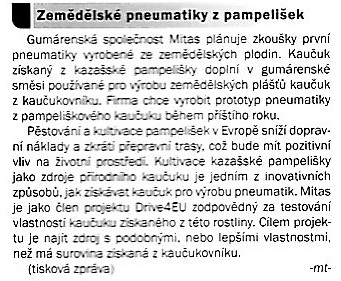 Zemědělské pneumatiky z pampelišek
Gumárenská společnost Mitas plánuje zkoušky první
pneumatiky vyrobené ze zemědělských plodin. Kaučuk
získaný z kazašské pampelišky doplní v gumárenské
směsi používané pro výrobu zemědělských plášťů kaučuk
z kaučukovníku. Firma chce vyrobit prototyp pneumatiky
z pampeliškového kaučuku během příštího roku.
Pěstování a kultivace pampelišek v Evropě sníží doprav-
ní náklady a zkrátí přepravní trasy, což bude mít pozitivní
vliv na životní prostředí. Kultivace kazašské pampelišky
jako zdroje přírodního kaučuku je jedním z inovativních
způsobů, jak získávat kaučuk pro výrobu pneumatik. Mitas
je jako člen projektu Drive4EU zodpovědný za testování
vlastností kaučuku získaného z této rostliny. Cílem projek-
tu je najít zdroj s podobnými, nebo lepšími vlastnostmi,
než má surovina získaná z kaučukovníku.
(tisková zpráva) -mt-